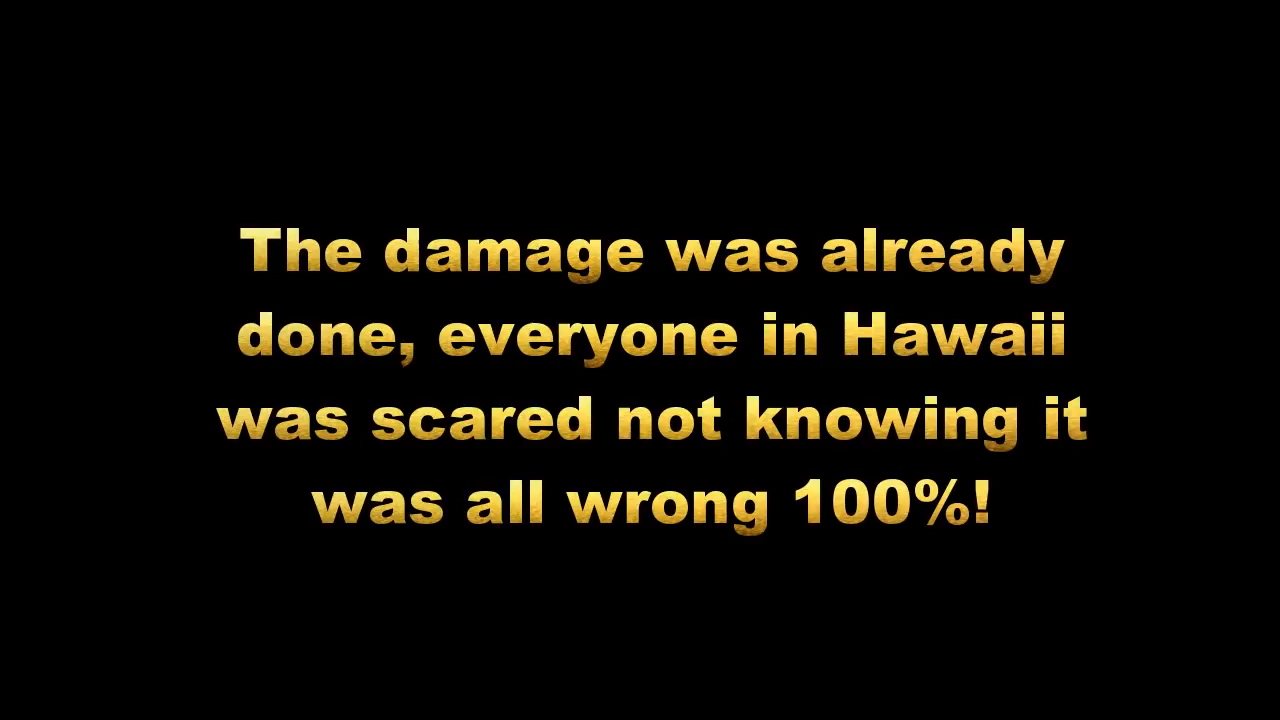 The damage was already
done, everyone in Hawaii
was scared not knowing it
was all wrong 100%!